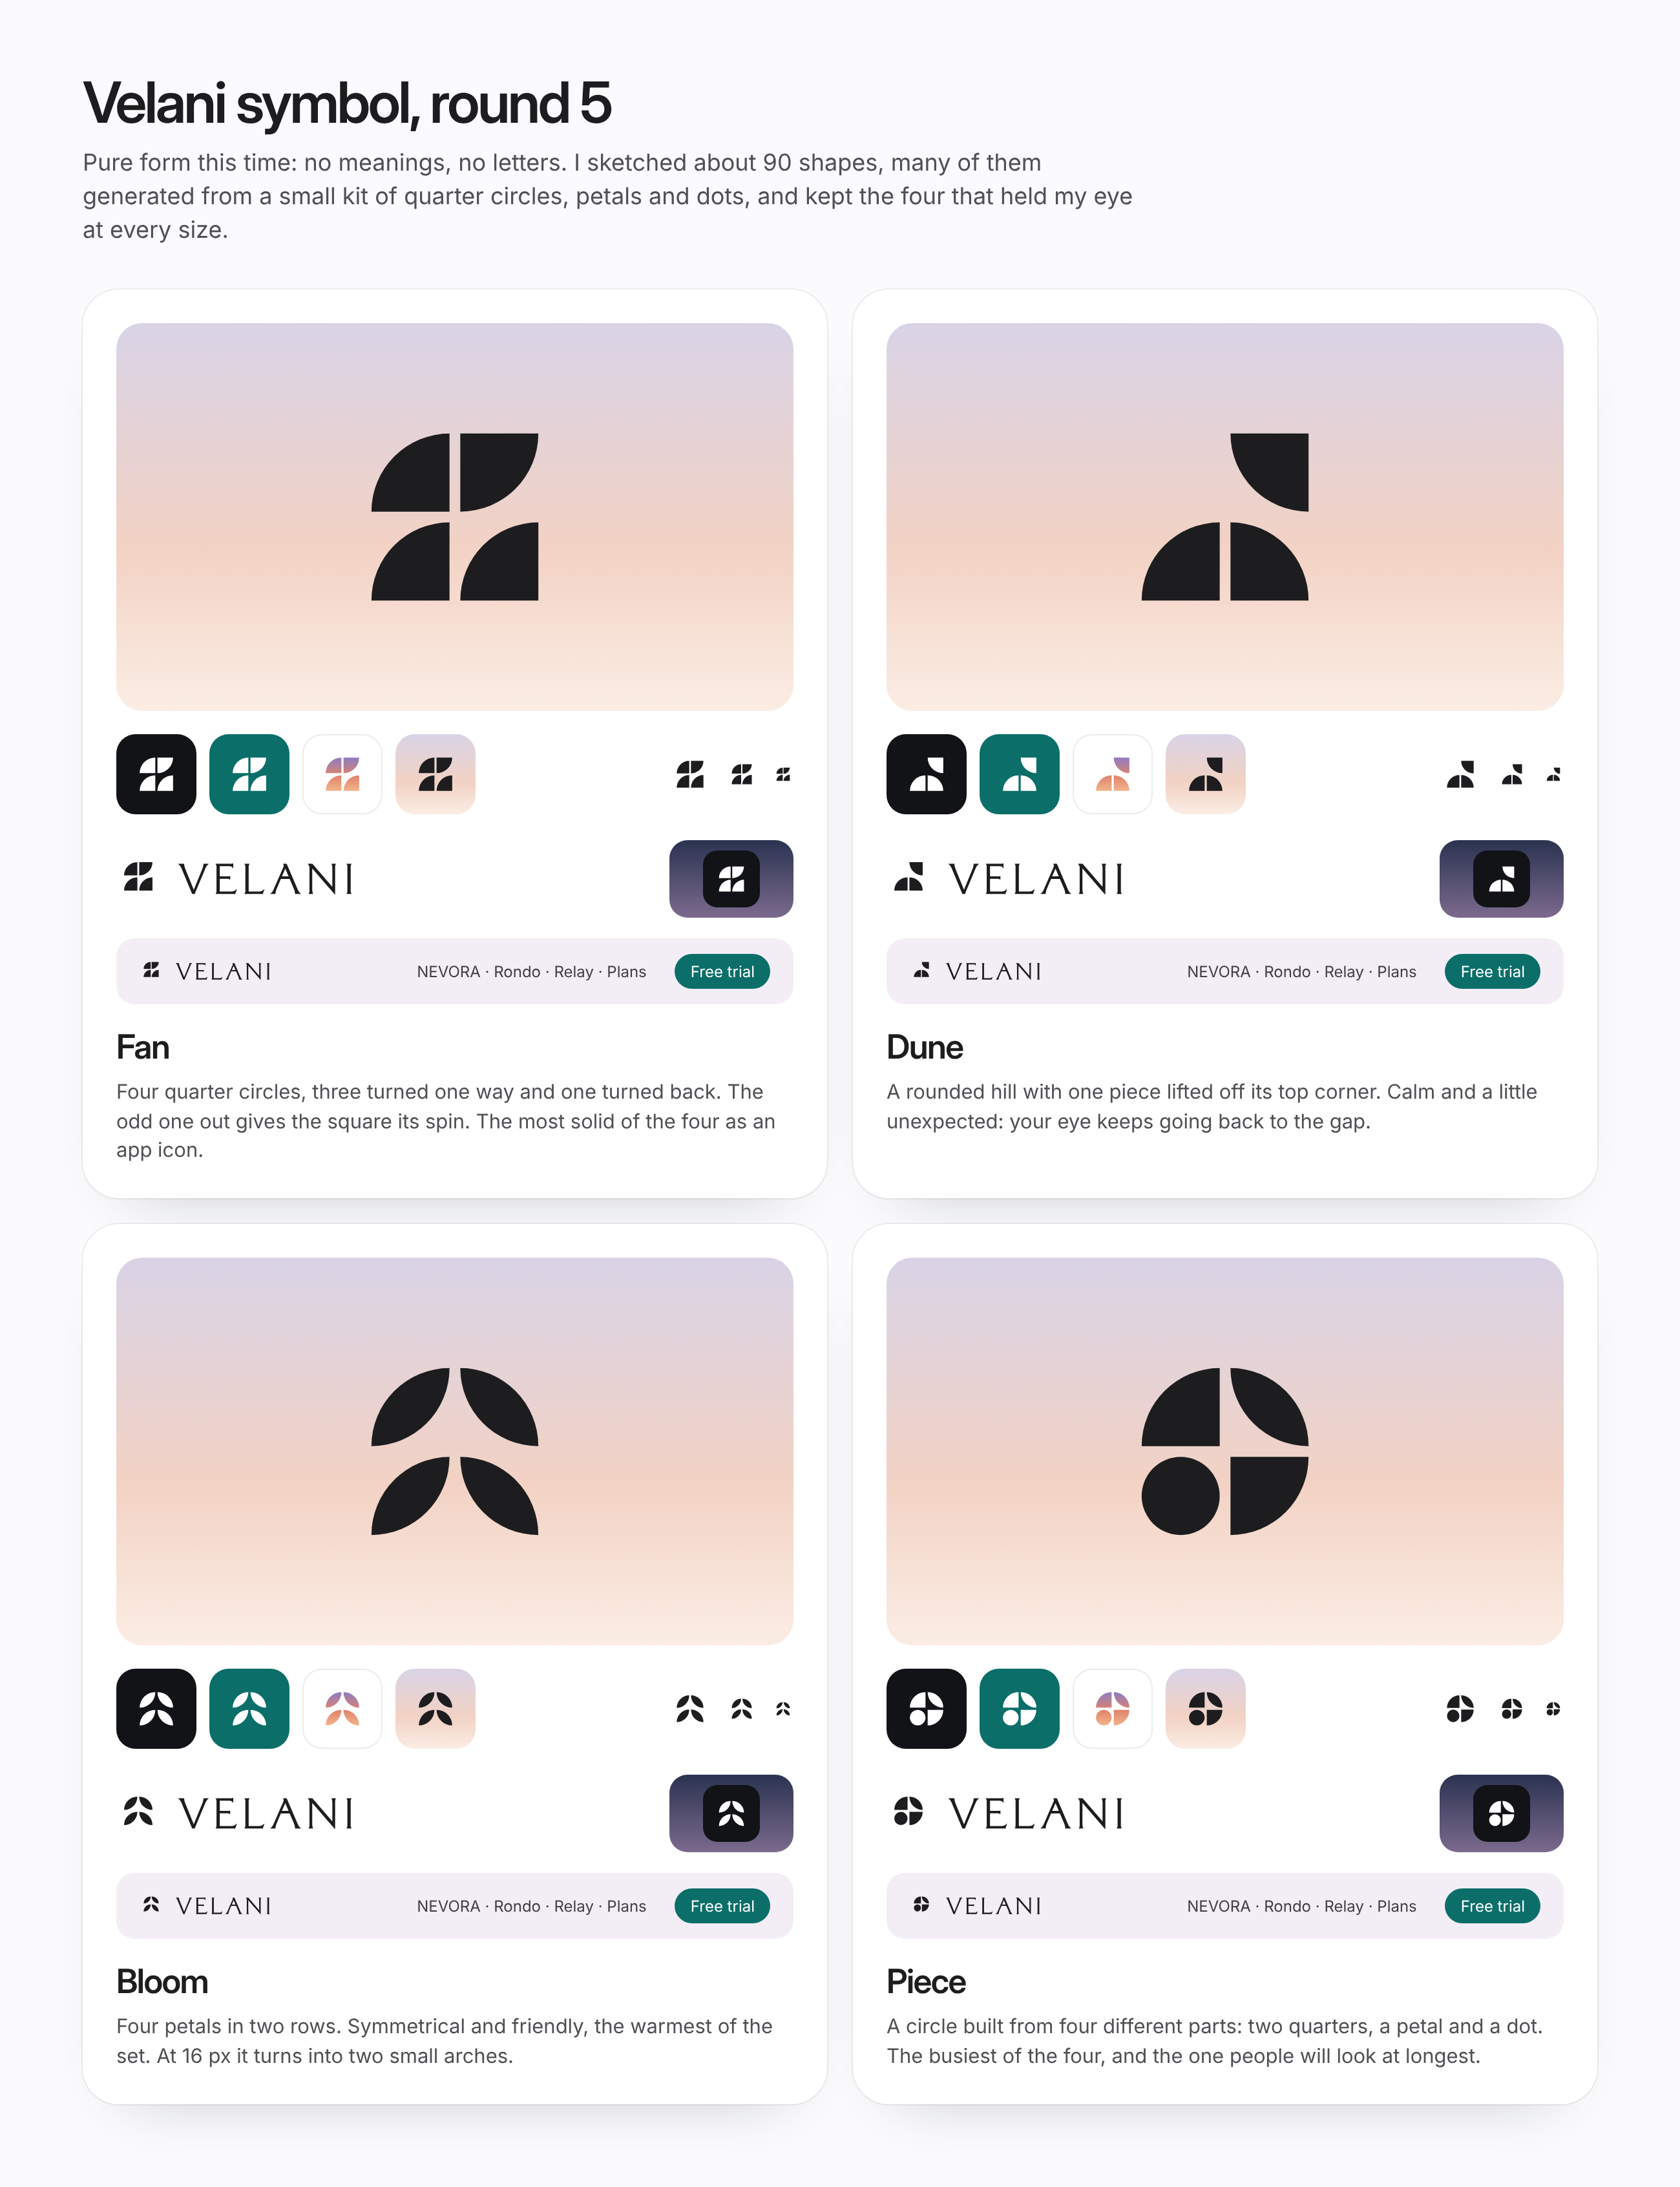 Velani symbol, round 5
Pure form this time: no meanings, no letters. I sketched about 90 shapes, many of them
generated from a small kit of quarter circles, petals and dots, and kept the four that held my eye
at every size.
VELANI
VELANI
NEVORA · Rondo · Relay · Plans
Free trial
Fan
Four quarter circles, three turned one way and one turned back. The
odd one out gives the square its spin. The most solid of the four as an
app icon.
VELANI
VELANI
NEVORA · Rondo · Relay · Plans
Free trial
Dune
A rounded hill with one piece lifted off its top corner. Calm and a little
unexpected: your eye keeps going back to the gap.
VELANI
VELANI
NEVORA · Rondo · Relay · Plans
Free trial
Bloom
Four petals in two rows. Symmetrical and friendly, the warmest of the
set. At 16 px it turns into two small arches.
VELANI
VELANI
NEVORA · Rondo · Relay · Plans
Free trial
Piece
A circle built from four different parts: two quarters, a petal and a dot.
The busiest of the four, and the one people will look at longest.